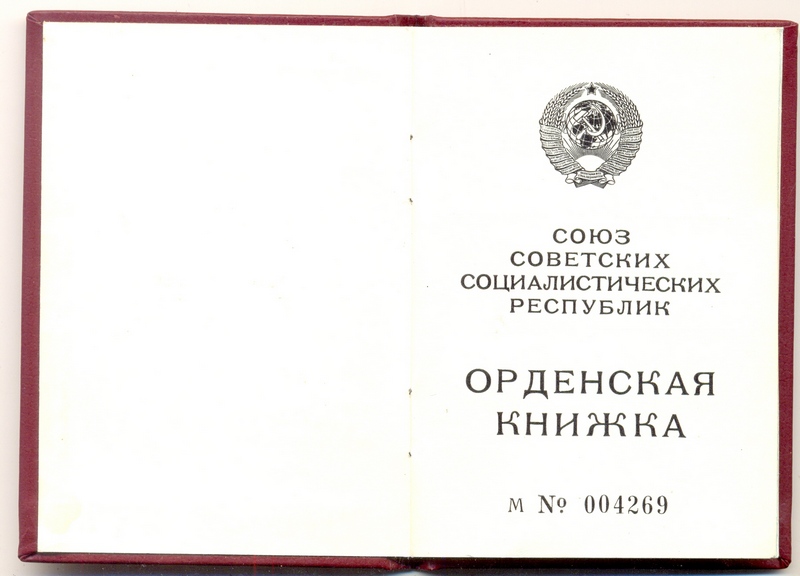 СОЮЗ
СОВЕТСКИХ
СОЦИАЛИСТИЧЕСКИХ
РЕСПУБЛИК
ОРДЕНСКАЯ
КНИЖКА
М № 004269